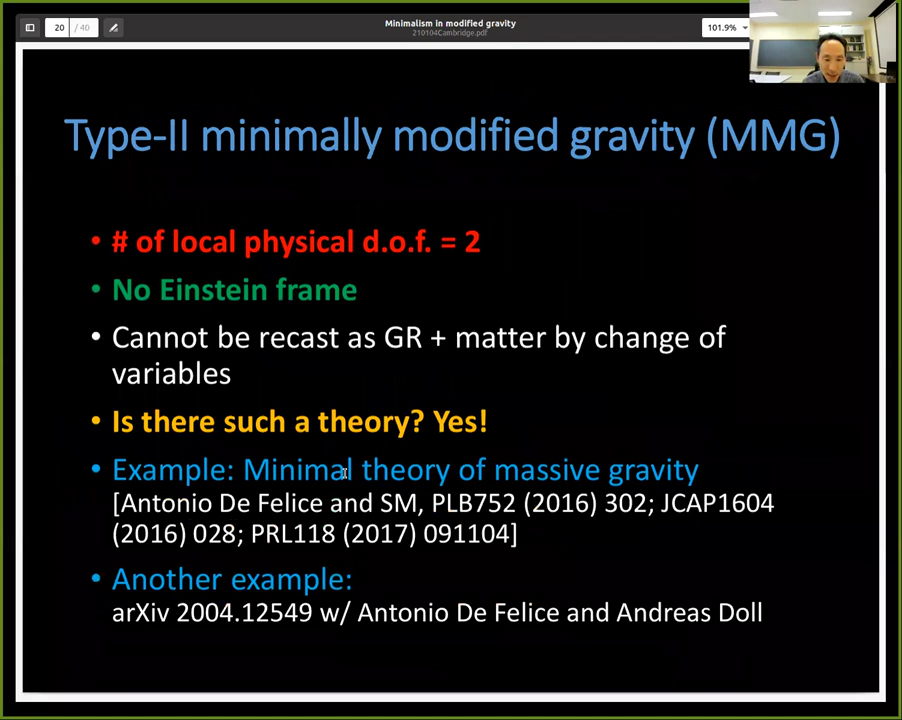 20 / 40
Minimalism in modified gravity
210104Cambridge.pdf
101.9%
Type-II minimally modified gravity (MMG)
• # of local physical d.o.f. = 2
• No Einstein frame
• Cannot be recast as GR + matter by change of
variables
• Is there such a theory? Yes!
• Example: Minimal theory of massive gravity
[Antonio De Felice and SM, PLB752 (2016) 302; JCAP1604
(2016) 028; PRL118 (2017) 091104]
• Another example:
arXiv 2004.12549 w/ Antonio De Felice and Andreas Doll